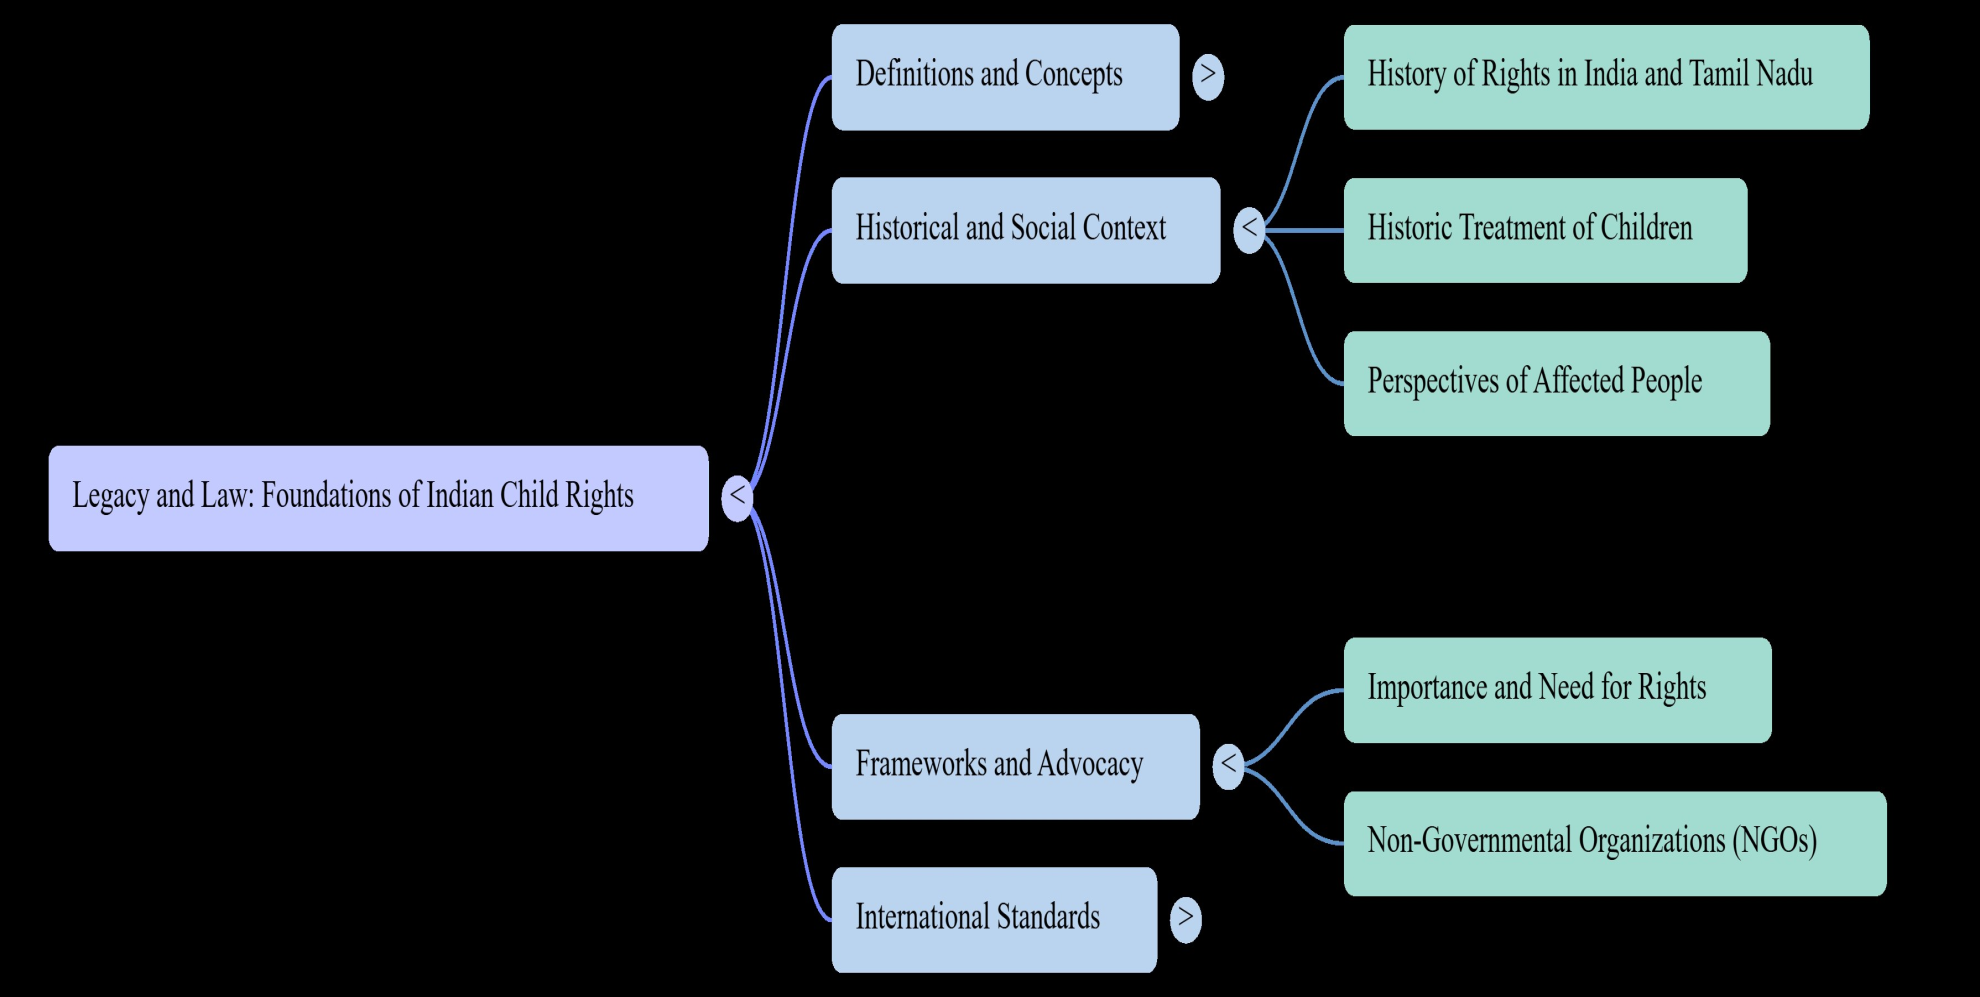 Legacy and Law: Foundations of Indian Child Rights
<
Definitions and Concepts
>
Historical and Social Context
<
History of Rights in India and Tamil Nadu
Historic Treatment of Children
Perspectives of Affected People
Frameworks and Advocacy
<
Importance and Need for Rights
Non-Governmental Organizations (NGOs)
International Standards
>